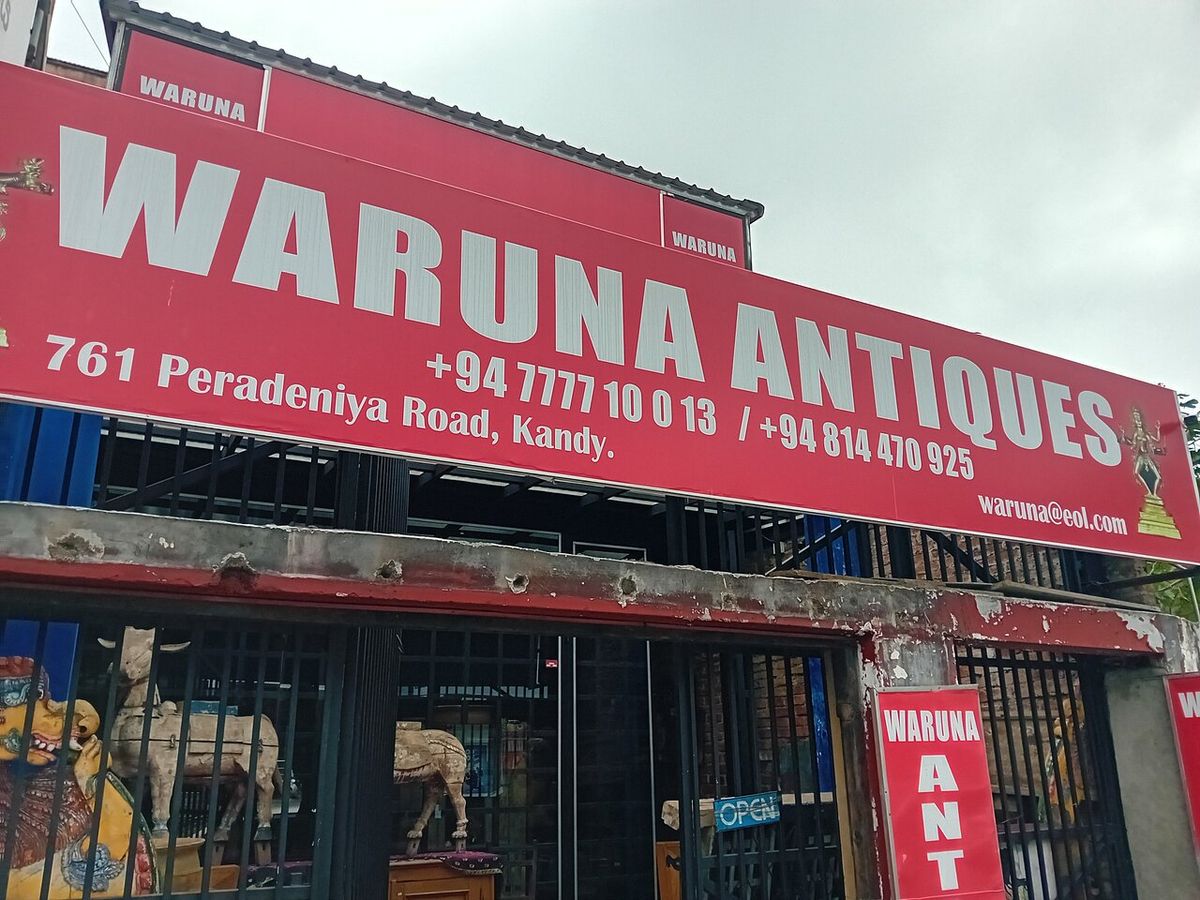 WARUNA
WARUNA
WARUNA ANTIQUES
+94 7777 10 0 13 / +94 814 470 925
761 Peradeniya Road, Kandy.
waruna@eol.com
OPEN
WARUNA
ANT
W